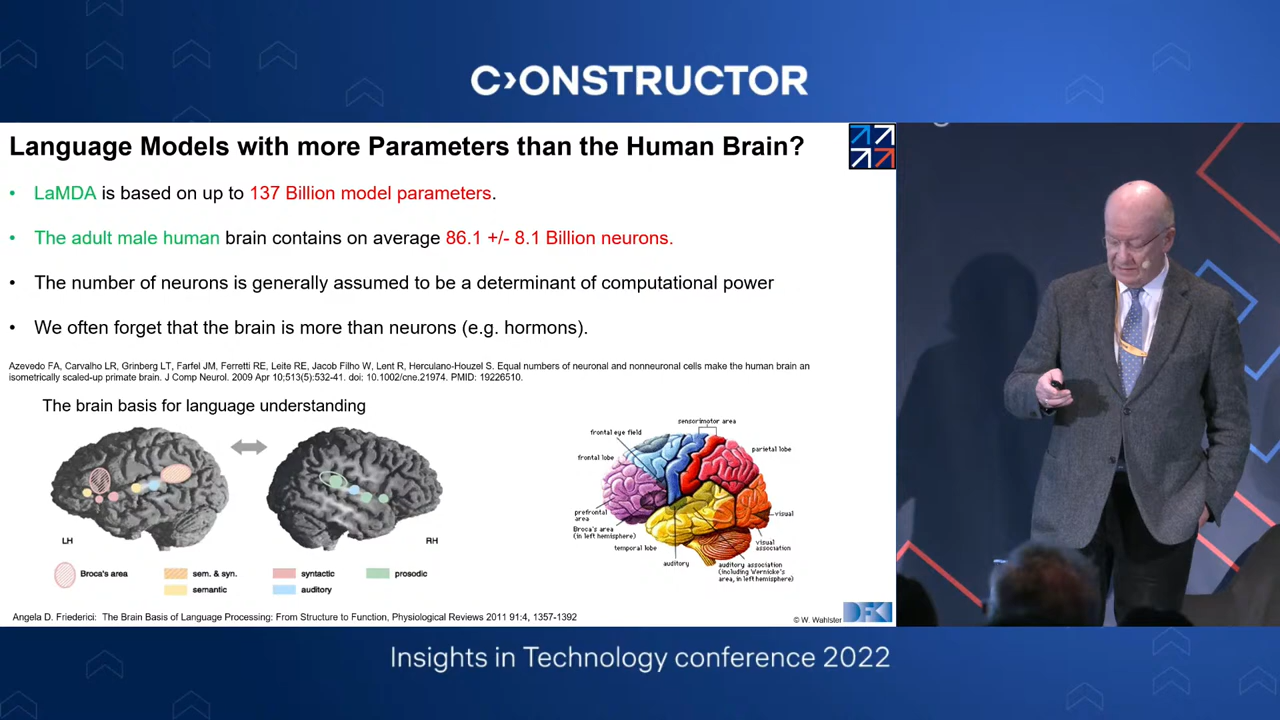 C›ONSTRUCTOR
Language Models with more Parameters than the Human Brain?
• LaMDA is based on up to 137 Billion model parameters.
• The adult male human brain contains on average 86.1 +/- 8.1 Billion neurons.
• The number of neurons is generally assumed to be a determinant of computational power
• We often forget that the brain is more than neurons (e.g. hormons).
Azevedo FA, Carvalho LR, Grinberg LT, Farfel JM, Ferretti RE, Leite RE, Jacob Filho W, Lent R, Herculano-Houzel S. Equal numbers of neuronal and nonneuronal cells make the human brain an
isometrically scaled-up primate brain. J Comp Neurol. 2009 Apr 10;513(5):532-41. doi: 10.1002/cne.21974. PMID: 19226510.
The brain basis for language understanding
LH
RH
Broca's area
sem. & syn.
syntactic
prosodic
semantic
auditory
sensorimotor area
frontal eye field
parietal lobe
frontal lobe
prefrontal
area
visual
Broca's area
(in left hemisphere)
visual
association
temporal lobe
auditory
auditory association
(including Wernicke's
area, in left hemisphere)
Angela D. Friederici: The Brain Basis of Language Processing: From Structure to Function, Physiological Reviews 2011 91:4, 1357-1392
© W. Wahlster
DFKI
Insights in Technology conference 2022